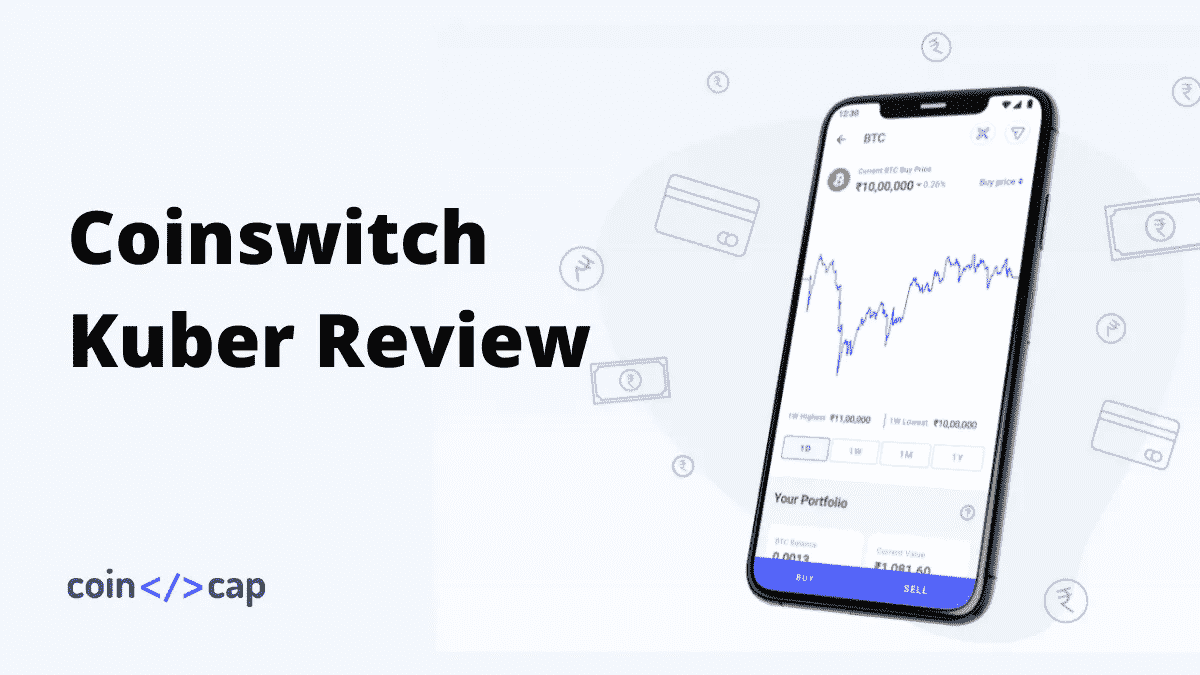 Coinswitch
Kuber Review
coin</>cap
12:30
BTC
Current BTC Buy Price
₹10,00,000 0.26%
Buy price
1W Highest ₹11,00,000
1W Lowest ₹10,00,000
1D 1W 1M 1Y
Your Portfolio
BTC Balance
0.0013
Current Value
₹1,081.60
BUY SELL